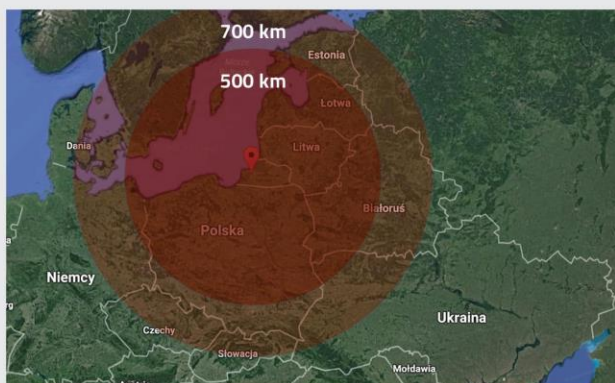 700 km
Estonia
500 km
Łotwa
Dania
Litwa
Białoruś
Polska
Niemcy
Ukraina
Czechy
Słowacja
Mołdawia